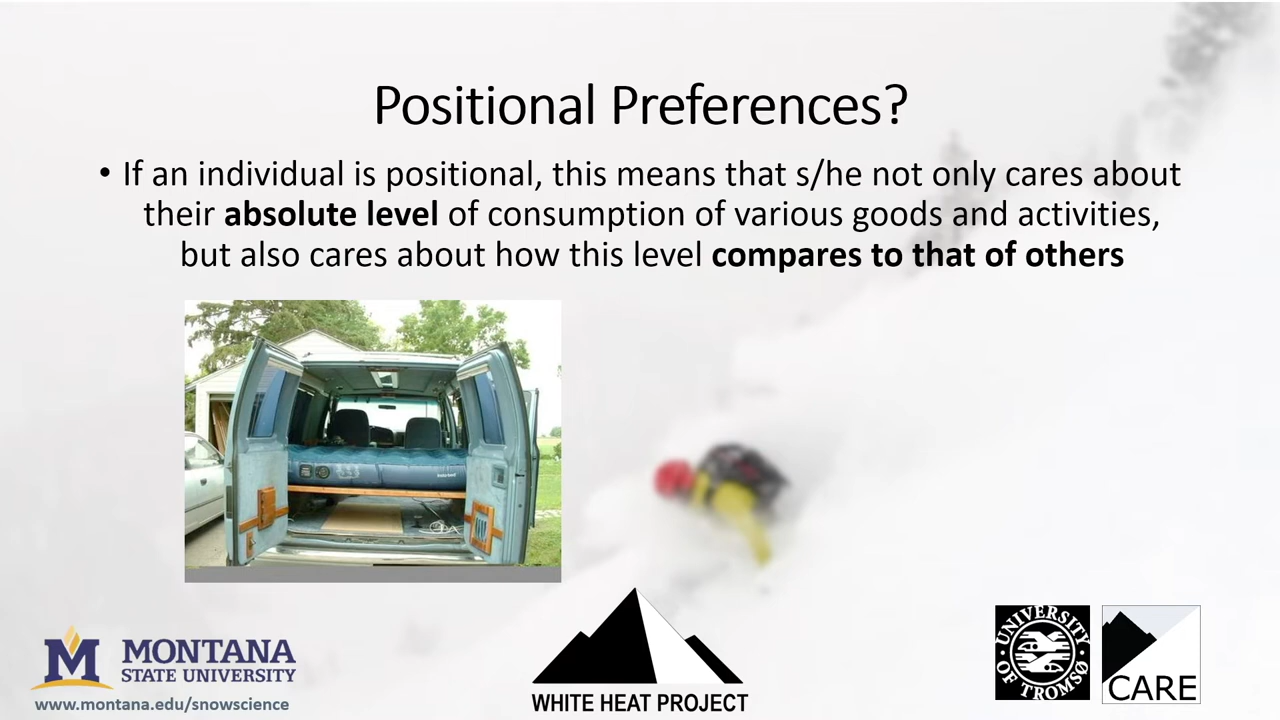 Positional Preferences?
• If an individual is positional, this means that s/he not only cares about
their absolute level of consumption of various goods and activities,
but also cares about how this level compares to that of others
M MONTANA
STATE UNIVERSITY
www.montana.edu/snowscience
WHITE HEAT PROJECT
UNIVERSITY
OF TROMSØ
CARE